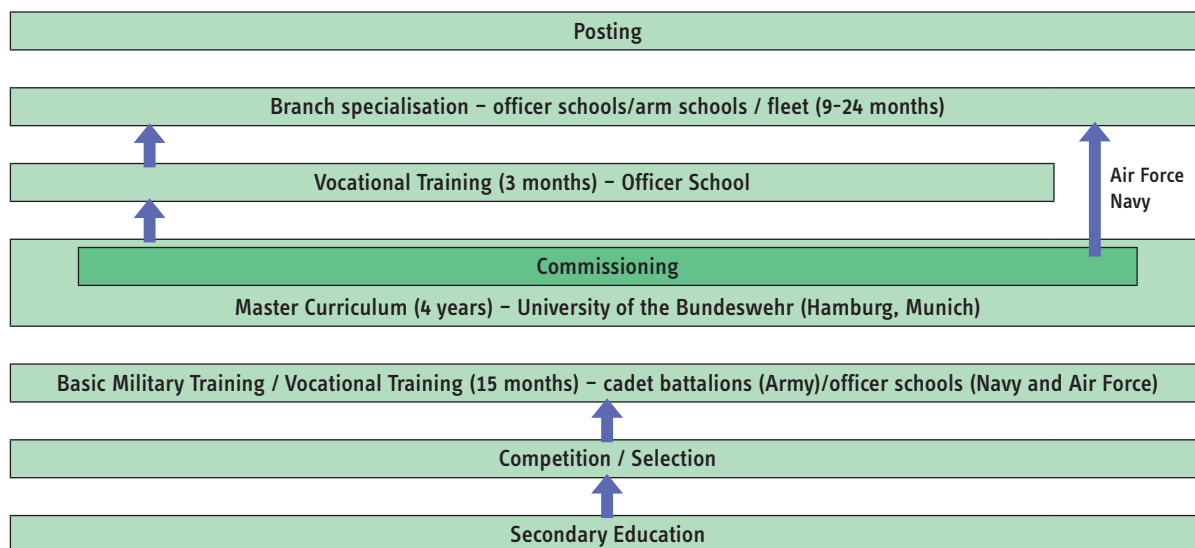 Posting
Branch specialisation – officer schools/arm schools / fleet (9-24 months)
Vocational Training (3 months) – Officer School
Air Force
Navy
Commissioning
Master Curriculum (4 years) – University of the Bundeswehr (Hamburg, Munich)
Basic Military Training / Vocational Training (15 months) – cadet battalions (Army)/officer schools (Navy and Air Force)
Competition / Selection
Secondary Education